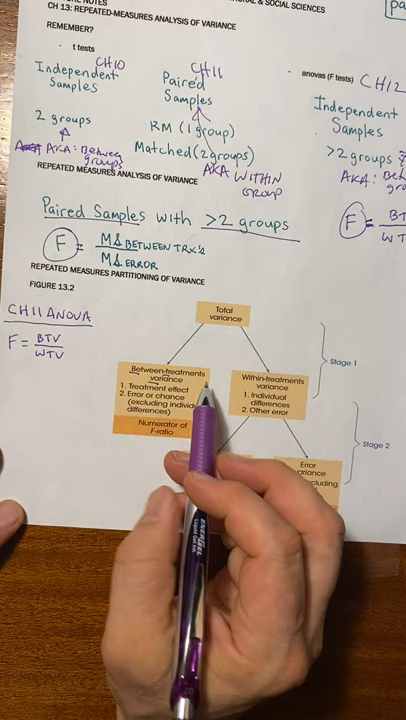 CH 13: REPEATED-MEASURES ANALYSIS OF VARIANCE
REMEMBER?
- t tests
CH10
Independent Samples
2 groups
AKA: Between groups
CH11
Paired Samples
RM (1 group)
Matched (2 groups)
AKA WITHIN GROUP
- anovas (F tests) CH12
Independent Samples
>2 groups
AKA:
F =
REPEATED MEASURES ANALYSIS OF VARIANCE
Paired Samples with >2 groups
F = MS BETWEEN TRX's
MS ERROR
REPEATED MEASURES PARTITIONING OF VARIANCE
FIGURE 13.2
CH11 ANOVA
F = BTV
WTV
Total variance
Stage 1
Between-treatments variance
1. Treatment effect
2. Error or chance
(excluding
differences)
Numerator of F-ratio
Within-treatments variance
1. Individual differences
2. Other error
Stage 2
Error
ENERGEL